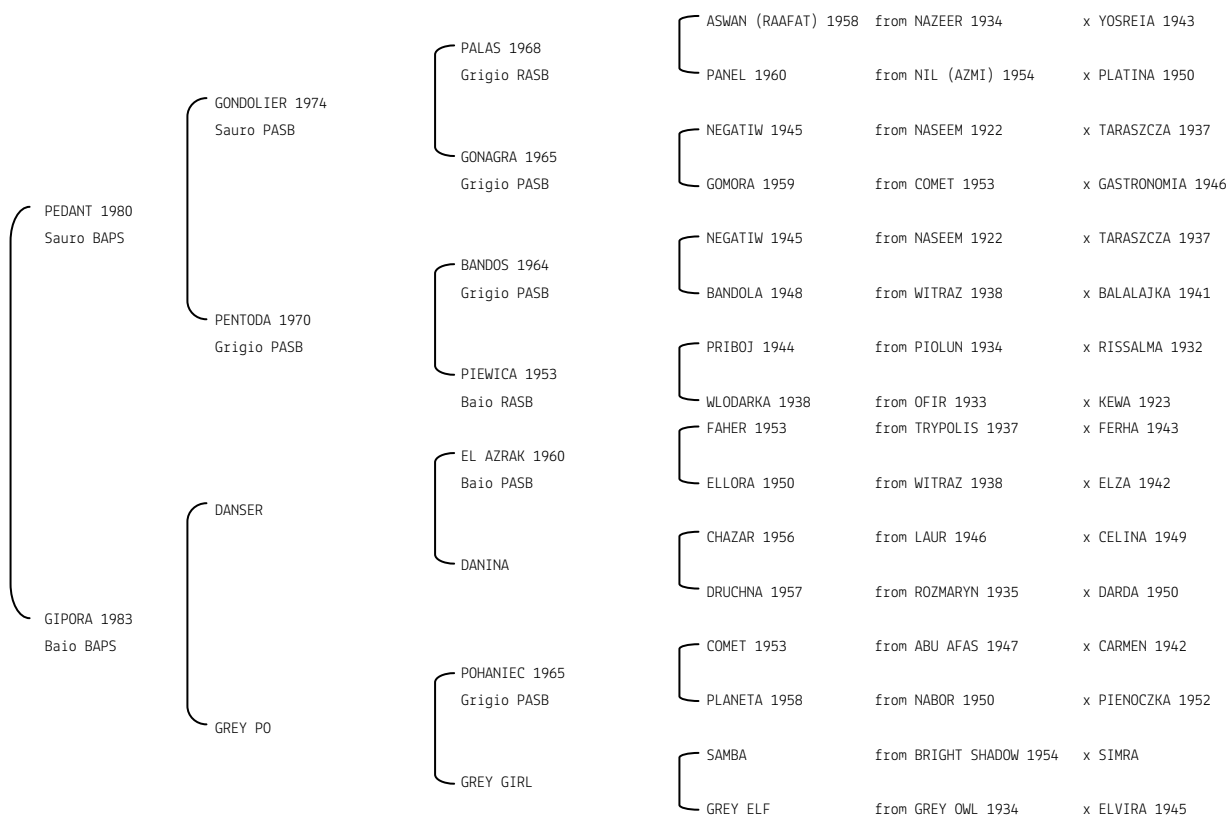 ASWAN (RAAFAT) 1958 from NAZEER 1934 x YOSREIA 1943
PALAS 1968
Grigio RASB
PANEL 1960 from NIL (AZMI) 1954 x PLATINA 1950
GONDOLIER 1974
Sauro PASB
NEGATIW 1945 from NASEEM 1922 x TARASZCZA 1937
GONAGRA 1965
Grigio PASB
GOMORA 1959 from COMET 1953 x GASTRONOMIA 1946
PEDANT 1980
Sauro BAPS
NEGATIW 1945 from NASEEM 1922 x TARASZCZA 1937
BANDOS 1964
Grigio PASB
BANDOLA 1948 from WITRAZ 1938 x BALALAJKA 1941
PENTODA 1970
Grigio PASB
PRIBOJ 1944 from PIOLUN 1934 x RISSALMA 1932
PIEWICA 1953
Baio RASB
WLODARKA 1938 from OFIR 1933 x KEWA 1923
FAHER 1953 from TRYPOLIS 1937 x FERHA 1943
EL AZRAK 1960
Baio PASB
ELLORA 1950 from WITRAZ 1938 x ELZA 1942
DANSER
CHAZAR 1956 from LAUR 1946 x CELINA 1949
DANINA
DRUCHNA 1957 from ROZMARYN 1935 x DARDA 1950
GIPORA 1983
Baio BAPS
COMET 1953 from ABU AFAS 1947 x CARMEN 1942
POHANIEC 1965
Grigio PASB
PLANETA 1958 from NABOR 1950 x PIENOCZKA 1952
GREY PO
SAMBA from BRIGHT SHADOW 1954 x SIMRA
GREY GIRL
GREY ELF from GREY OWL 1934 x ELVIRA 1945